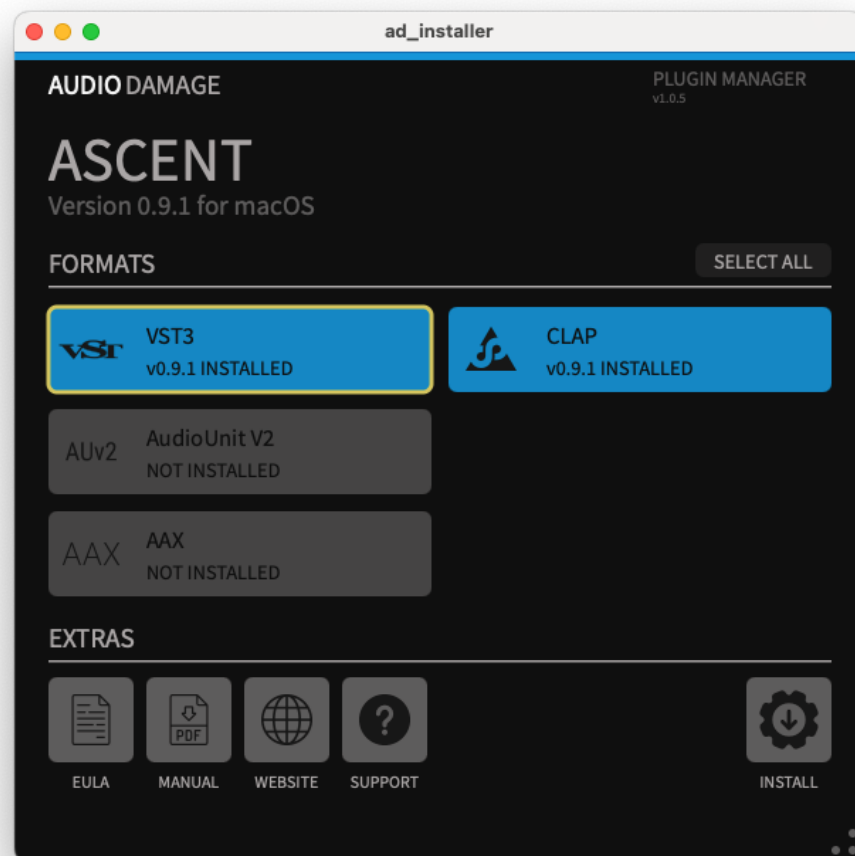 ad_installer
AUDIO DAMAGE
PLUGIN MANAGER
v1.0.5
ASCENT
Version 0.9.1 for macOS
FORMATS
SELECT ALL
VST
VST3
v0.9.1 INSTALLED
CLAP
v0.9.1 INSTALLED
AUv2
AudioUnit V2
NOT INSTALLED
AAX
AAX
NOT INSTALLED
EXTRAS
PDF
EULA
MANUAL
WEBSITE
?
SUPPORT
INSTALL